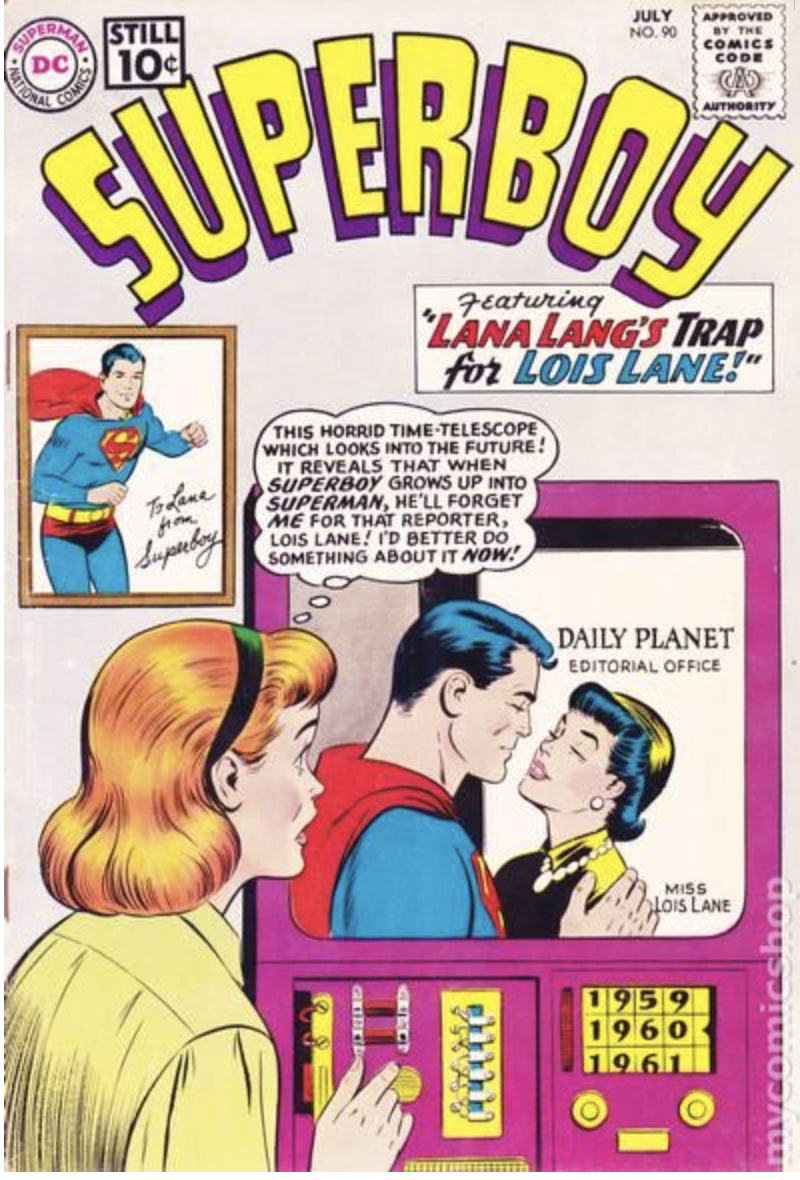 SUPERMAN
DC
NATIONAL COMICS
STILL
10¢
JULY
NO. 90
APPROVED
BY THE
COMICS
CODE
CA
AUTHORITY
SUPERBOY
Featuring
"LANA LANG'S TRAP
for LOIS LANE!"
To Lana
from
Superboy
S
THIS HORRID TIME-TELESCOPE
WHICH LOOKS INTO THE FUTURE!
IT REVEALS THAT WHEN
SUPERBOY GROWS UP INTO
SUPERMAN, HE'LL FORGET
ME FOR THAT REPORTER,
LOIS LANE! I'D BETTER DO
SOMETHING ABOUT IT NOW!
DAILY PLANET
EDITORIAL OFFICE
MISS
LOIS LANE
1959
1960
1961
mycomicshop